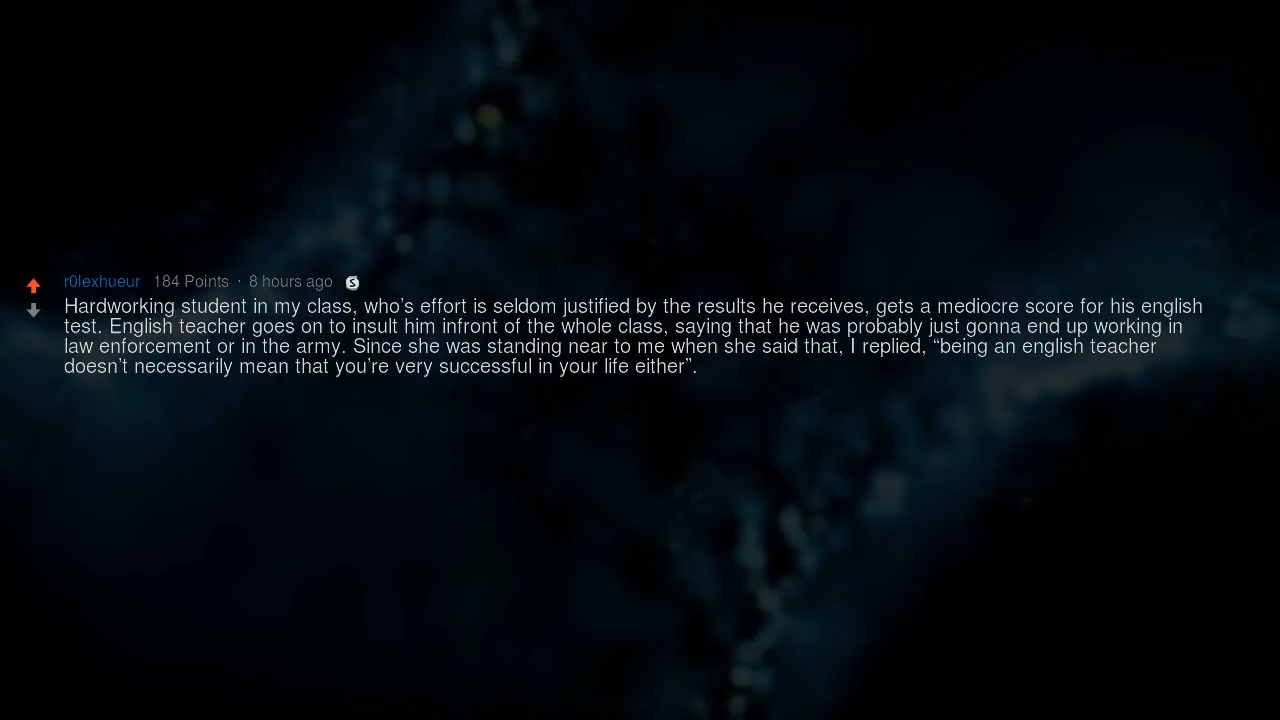 r0lexhueur 184 Points · 8 hours ago S
Hardworking student in my class, who’s effort is seldom justified by the results he receives, gets a mediocre score for his english
test. English teacher goes on to insult him infront of the whole class, saying that he was probably just gonna end up working in
law enforcement or in the army. Since she was standing near to me when she said that, I replied, “being an english teacher
doesn’t necessarily mean that you’re very successful in your life either”.